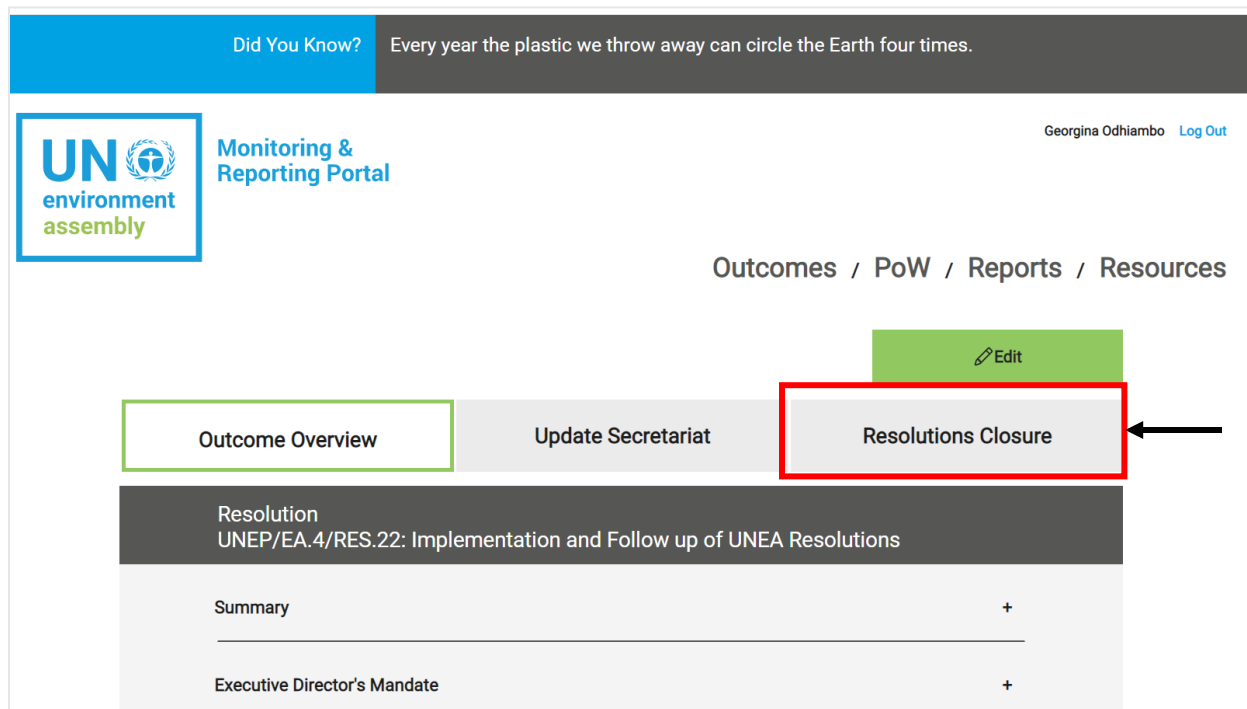 Did You Know?
Every year the plastic we throw away can circle the Earth four times.
UN
environment
assembly
Monitoring &
Reporting Portal
Georgina Odhiambo Log Out
Outcomes / PoW / Reports / Resources
Edit
Outcome Overview
Update Secretariat
Resolutions Closure
Resolution
UNEP/EA.4/RES.22: Implementation and Follow up of UNEA Resolutions
Summary +
Executive Director's Mandate +